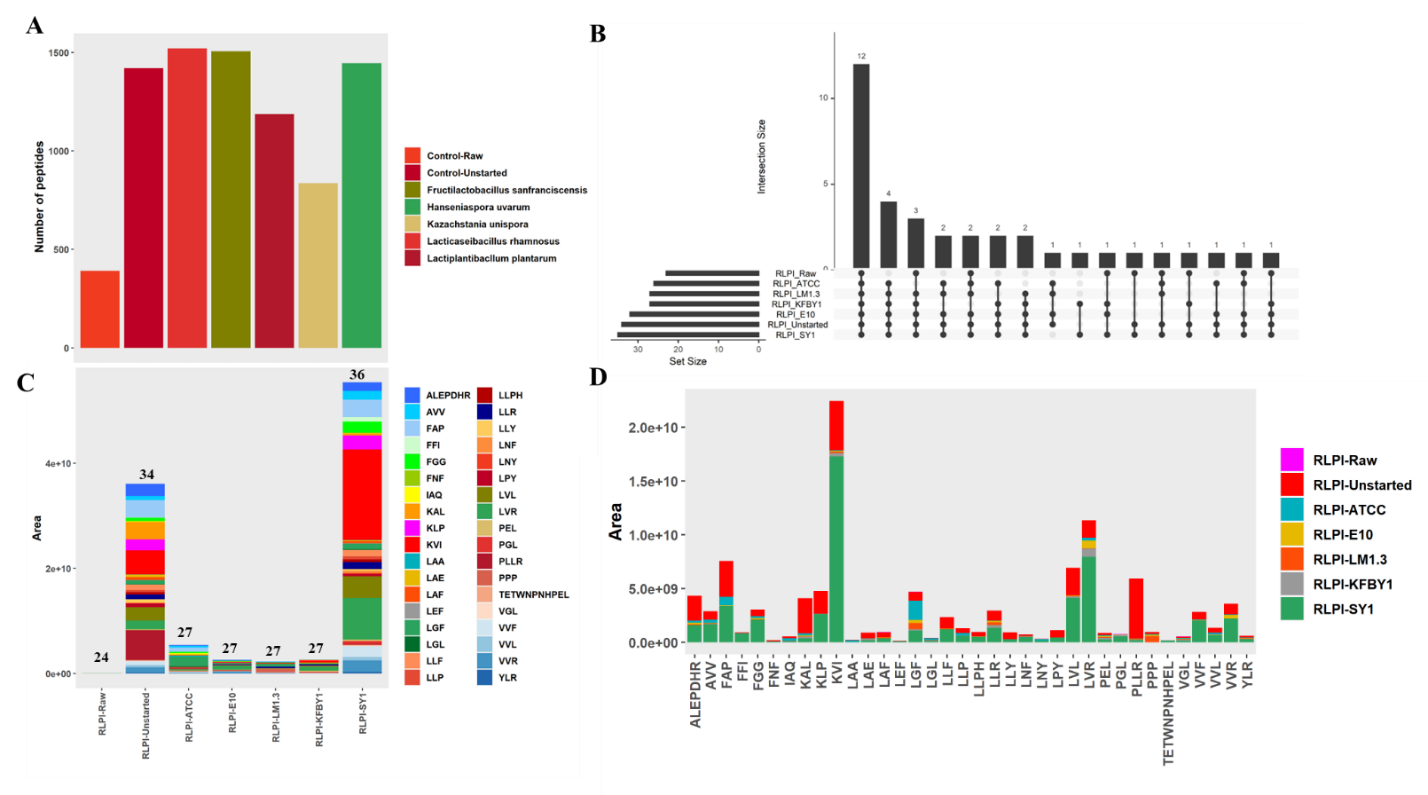 A
Number of peptides
1500
1000
500
0
Control-Raw
Control-Unstarted
Fructilactobacillus sanfranciscensis
Hanseniaspora uvarum
Kazachstania unispora
Lacticaseibacillus rhamnosus
Lactiplantibacllum plantarum
B
Intersection Size
10
5
0
12
4
3
2
2
2
2
1
1
1
1
1
1
1
1
1
RLPI_Raw
RLPI_ATCC
RLPI_LM1.3
RLPI_KFBY1
RLPI_E10
RLPI_Unstarted
RLPI_SY1
30 20 10 0
Set Size
C
Area
4e+10
2e+10
0e+00
24
34
27
27
27
27
36
RLPI-Raw
RLPI-Unstarted
RLPI-ATCC
RLPI-E10
RLPI-LM1.3
RLPI-KFBYI
RLPI-SY1
ALEPDHR
AVV
FAP
FFI
FGG
FNF
IAQ
KAL
KLP
KVI
LAA
LAE
LAF
LEF
LGF
LGL
LLF
LLP
LLPH
LLR
LLY
LNF
LNY
LPY
LVL
LVR
PEL
PGL
PLLR
PPP
TETWNPNHPEL
VGL
VVF
VVL
VVR
YLR
D
Area
2.0e+10
1.5e+10
1.0e+10
5.0e+09
0.0e+00
ALEPDHR
AVV
FAP
FFI
FGG
FNF
IAQ
KAL
KLP
KVI
LAA
LAE
LAF
LEF
LGF
LGL
LLF
LLP
LLPH
LLR
LLY
LNF
LNY
LPY
LVL
LVR
PEL
PGL
PLLR
PPP
TETWNPNHPEL
VGL
VVF
VVL
VVR
YLR
RLPI-Raw
RLPI-Unstarted
RLPI-ATCC
RLPI-E10
RLPI-LM1.3
RLPI-KFBY1
RLPI-SY1